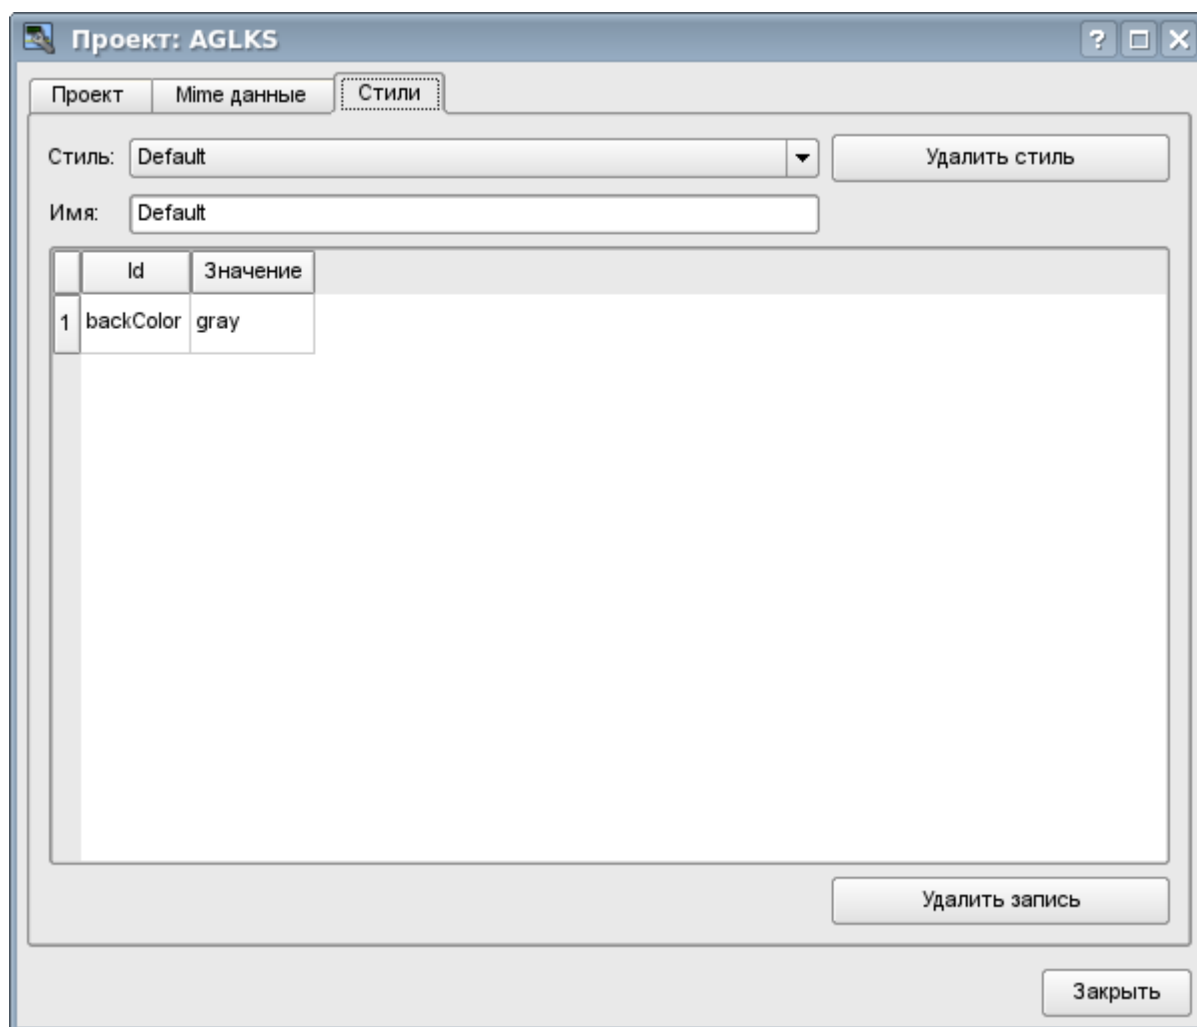 Проект: AGLKS
Проект Mime данные Стили
Стиль: Default Удалить стиль
Имя: Default
Id Значение
1 backColor gray
Удалить запись
Закрыть